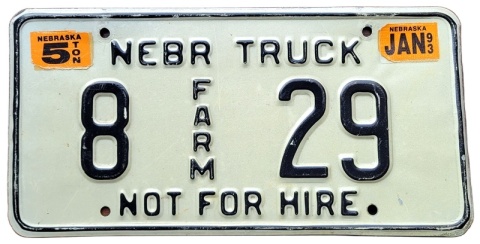 NEBRASKA
5 TON
NEBRASKA
JAN 93
NEBR TRUCK
8 FARM 29
NOT FOR HIRE